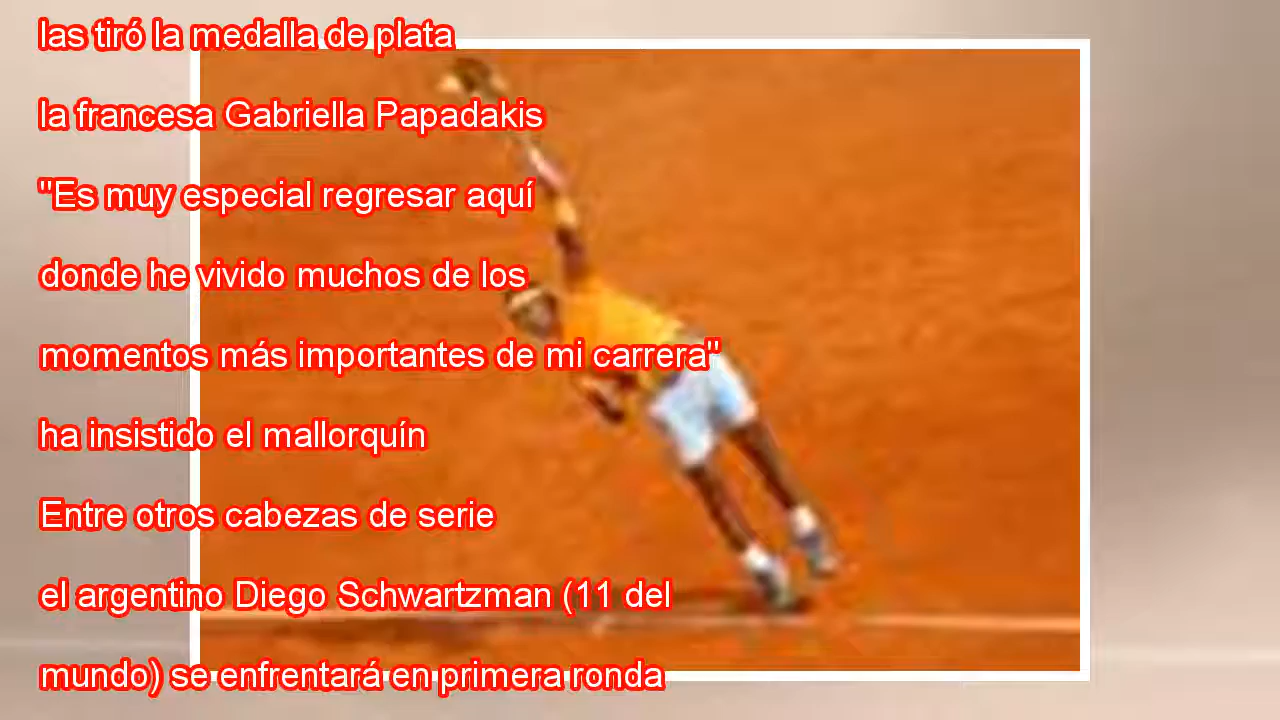 las tiró la medalla de plata
la francesa Gabriella Papadakis
"Es muy especial regresar aquí
donde he vivido muchos de los
momentos más importantes de mi carrera"
ha insistido el mallorquín
Entre otros cabezas de serie
el argentino Diego Schwartzman (11 del
mundo) se enfrentará en primera ronda